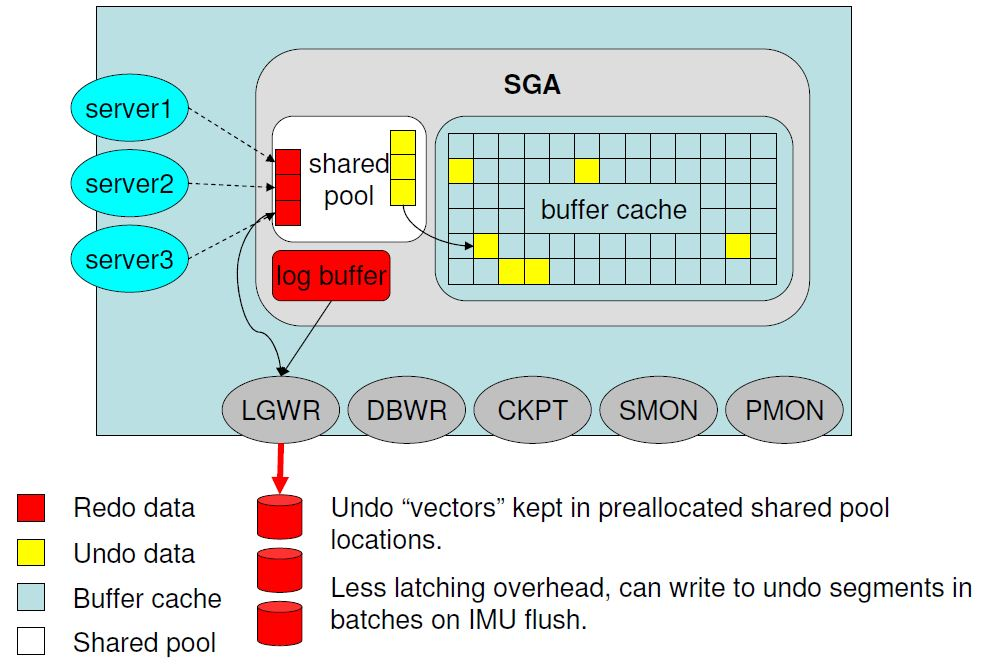 SGA
server1
server2
server3
shared
pool
buffer cache
log buffer
LGWR
DBWR
CKPT
SMON
PMON
Redo data
Undo data
Buffer cache
Shared pool
Undo “vectors” kept in preallocated shared pool
locations.
Less latching overhead, can write to undo segments in
batches on IMU flush.